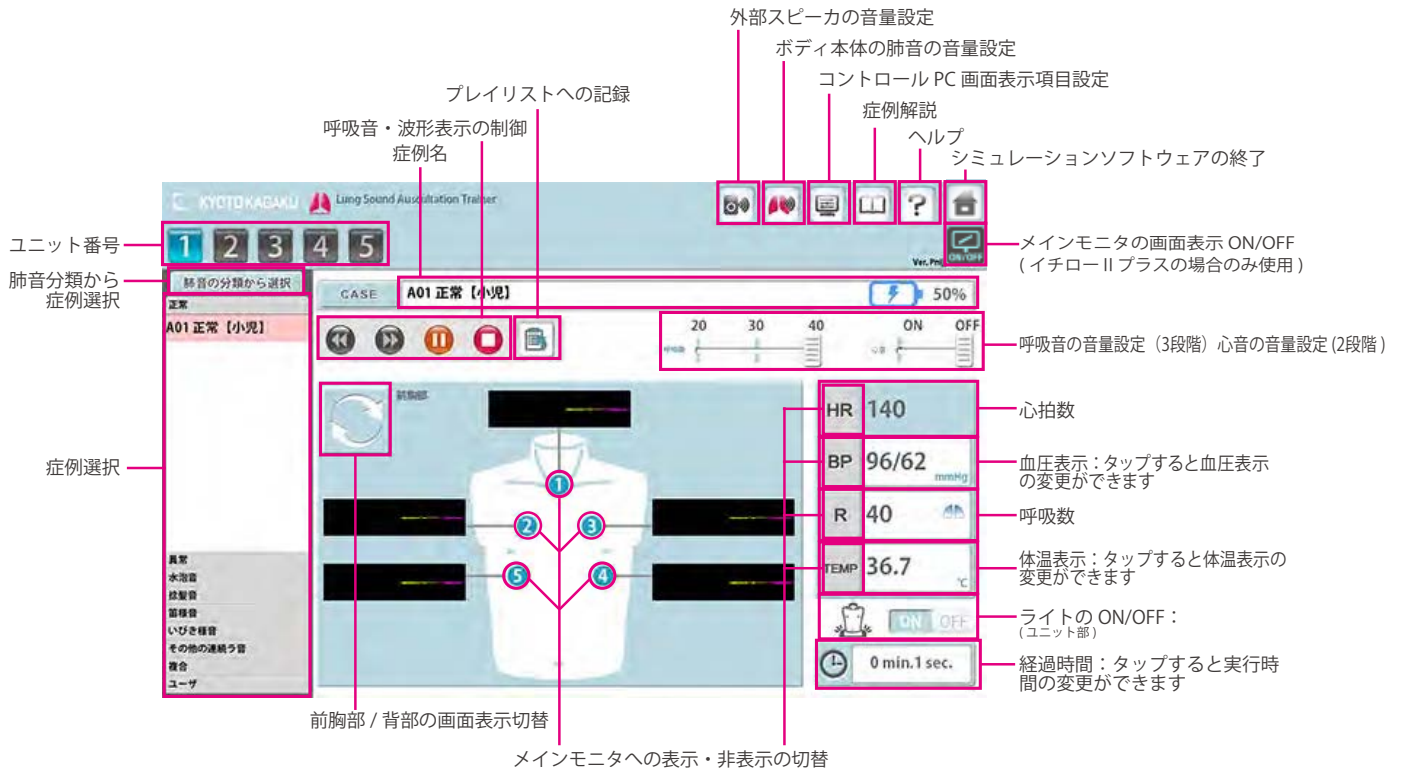 外部スピーカの音量設定
ボディ本体の肺音の音量設定
コントロール PC 画面表示項目設定
プレイリストへの記録
症例解説
呼吸音・波形表示の制御
ヘルプ
症例名
シミュレーションソフトウェアの終了
KYOTO KAGAKU Lung Sound Auscultation Trainer
?
ユニット番号
1 2 3 4 5
ON/OFF
メインモニタの画面表示 ON/OFF
( イチローⅡプラスの場合のみ使用 )
肺音分類から
症例選択
肺音の分類から選択
正常
A01 正常【小児】
CASE A01 正常【小児】 50%
20 30 40 ON OFF
呼吸音 心音
呼吸音の音量設定（3段階）心音の音量設定 (2段階 )
前胸部
1
2 3
5 4
HR 140
心拍数
BP 96/62 mmHg
血圧表示：タップすると血圧表示
の変更ができます
R 40
呼吸数
TEMP 36.7 ℃
体温表示：タップすると体温表示の
変更ができます
ON OFF
ライトの ON/OFF：
( ユニット部 )
0 min.1 sec.
経過時間：タップすると実行時
間の変更ができます
症例選択
異常
水泡音
捻髪音
笛様音
いびき様音
その他の連続ラ音
複合
ユーザ
前胸部 / 背部の画面表示切替
メインモニタへの表示・非表示の切替